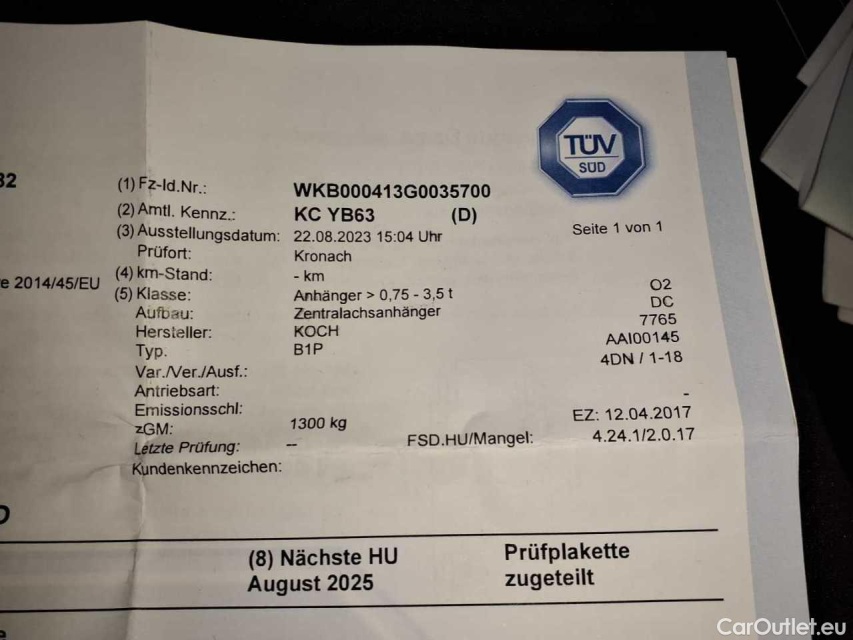 TÜV
SÜD
32
(1) Fz-Id.Nr.: WKB000413G0035700
(2) Amtl. Kennz.: KC YB63 (D)
(3) Ausstellungsdatum: 22.08.2023 15:04 Uhr Seite 1 von 1
Prüfort: Kronach
e 2014/45/EU (4) km-Stand: - km
(5) Klasse: Anhänger > 0,75 - 3,5 t O2
Aufbau: Zentralachsanhänger DC
Hersteller: KOCH 7765
Typ. B1P AAI00145
Var./Ver./Ausf.: 4DN / 1-18
Antriebsart:
Emissionsschl: -
zGM: 1300 kg EZ: 12.04.2017
Letzte Prüfung: -- FSD.HU/Mangel: 4.24.1/2.0.17
Kundenkennzeichen:
(8) Nächste HU Prüfplakette
August 2025 zugeteilt
CarOutlet.eu